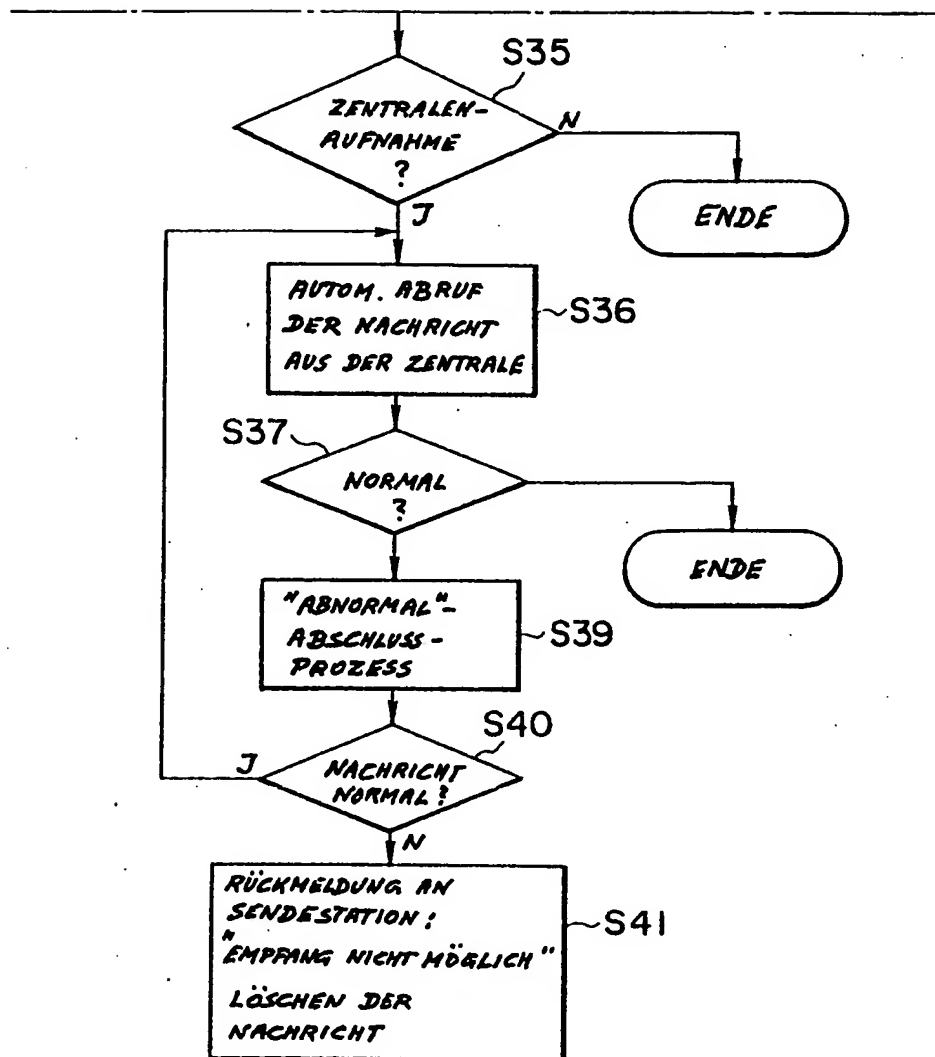 S35
ZENTRALEN-
AUFNAHME
?
N
ENDE
J
AUTOM. ABRUF
DER NACHRICHT
AUS DER ZENTRALE
S36
S37
NORMAL
?
ENDE
"ABNORMAL"-
ABSCHLUSS-
PROZESS
S39
S40
J
NACHRICHT
NORMAL?
N
RÜCKMELDUNG AN
SENDESTATION:
"EMPFANG NICHT MÖGLICH"
LÖSCHEN DER
NACHRICHT
S41